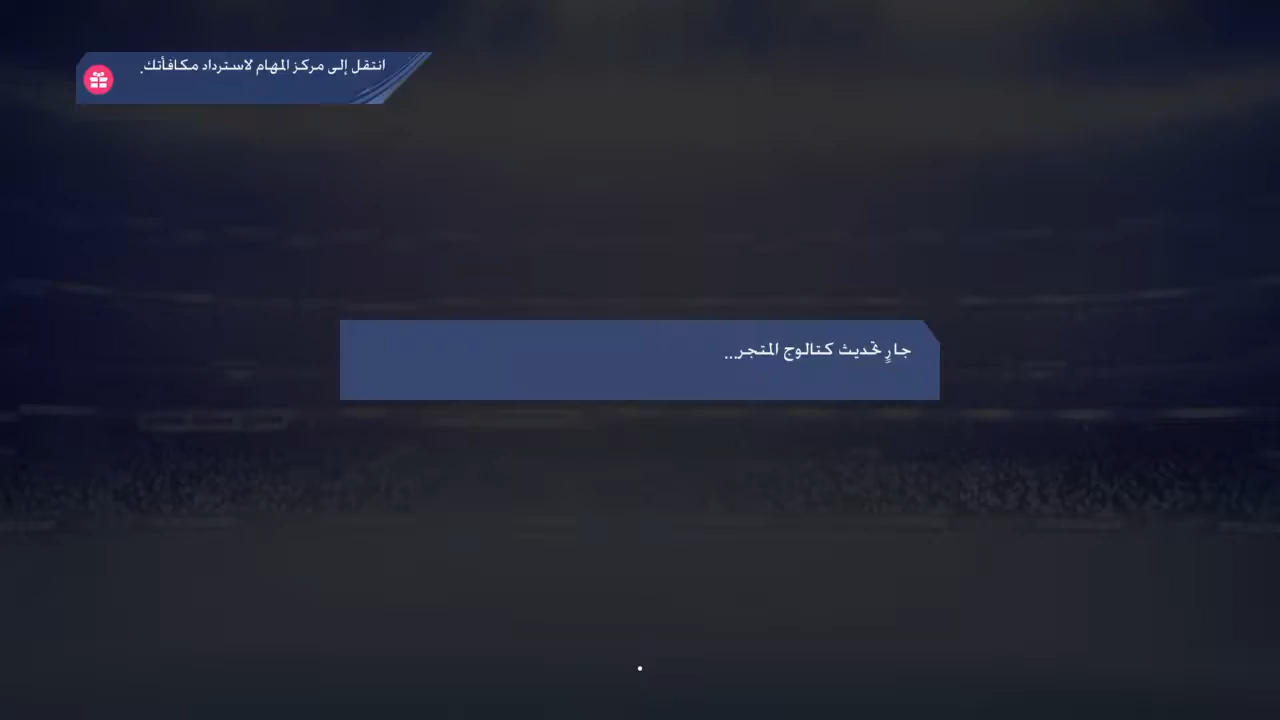 انتقل إلى مركز المهام لاسترداد مكافأتك.
جارٍ تحديث كتالوج المتجر...